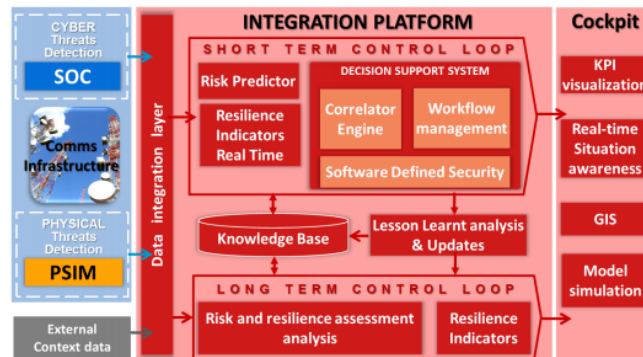 CYBER
Threats
Detection
SOC
Comms
Infrastructure
PHYSICAL
Threats
Detection
PSIM
External
Context data
Data integration layer
INTEGRATION PLATFORM
SHORT TERM CONTROL LOOP
Risk Predictor
Resilience
Indicators
Real Time
DECISION SUPPORT SYSTEM
Correlator
Engine
Workflow
management
Software Defined Security
Knowledge Base
Lesson Learnt analysis
& Updates
LONG TERM CONTROL LOOP
Risk and resilience assessment
analysis
Resilience
Indicators
Cockpit
KPI
visualization
Real-time
Situation
awareness
GIS
Model
simulation